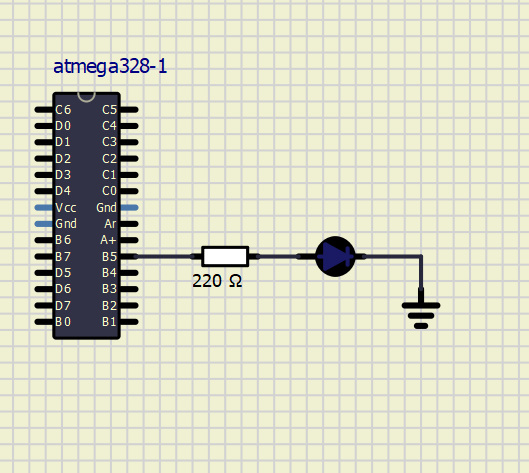 atmega328-1
C6 C5
D0 C4
D1 C3
D2 C2
D3 C1
D4 C0
Vcc Gnd
Gnd Ar
B6 A+
B7 B5
D5 B4
D6 B3
D7 B2
B0 B1
220 Ω